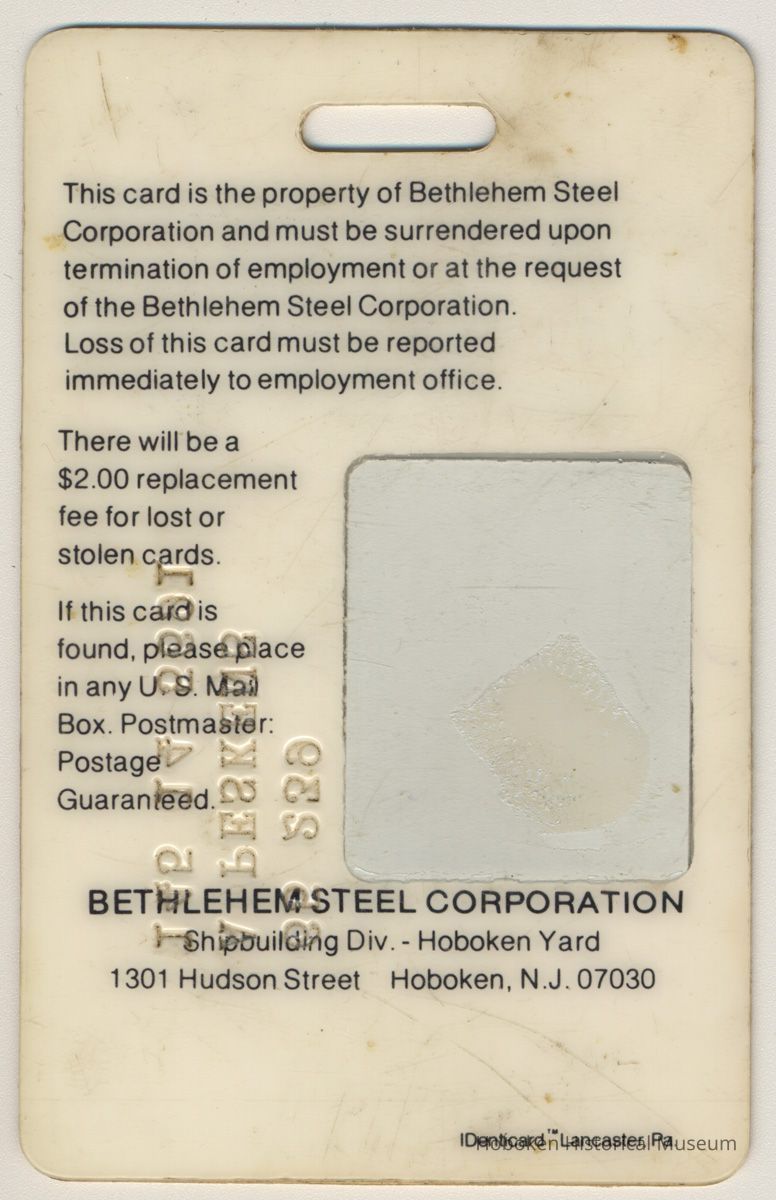 This card is the property of Bethlehem Steel
Corporation and must be surrendered upon
termination of employment or at the request
of the Bethlehem Steel Corporation.
Loss of this card must be reported
immediately to employment office.
There will be a
$2.00 replacement
fee for lost or
stolen cards.
If this card is
found, please place
in any U. S. Mail
Box. Postmaster:
Postage
Guaranteed.
BETHLEHEM STEEL CORPORATION
Shipbuilding Div. - Hoboken Yard
1301 Hudson Street Hoboken, N.J. 07030
IDenticard™ Lancaster, Pa.
Hoboken Historical Museum